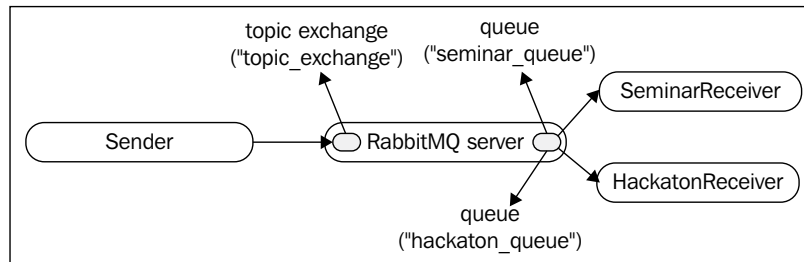 topic exchange
("topic_exchange")
queue
("seminar_queue")
SeminarReceiver
Sender
RabbitMQ server
HackatonReceiver
queue
("hackaton_queue")